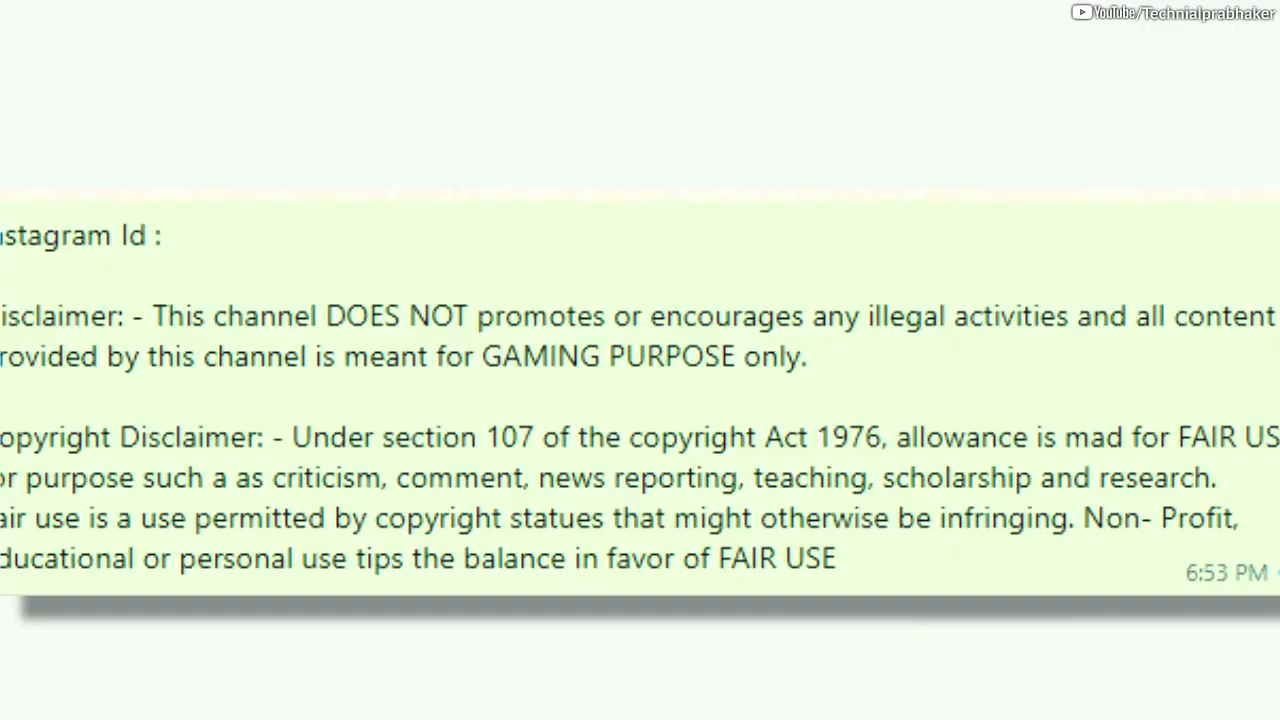 YouTube/Technialprabhaker
nstagram Id :
isclaimer: - This channel DOES NOT promotes or encourages any illegal activities and all content
rovided by this channel is meant for GAMING PURPOSE only.
opyright Disclaimer: - Under section 107 of the copyright Act 1976, allowance is mad for FAIR US
or purpose such a as criticism, comment, news reporting, teaching, scholarship and research.
air use is a use permitted by copyright statues that might otherwise be infringing. Non- Profit,
ducational or personal use tips the balance in favor of FAIR USE
6:53 PM